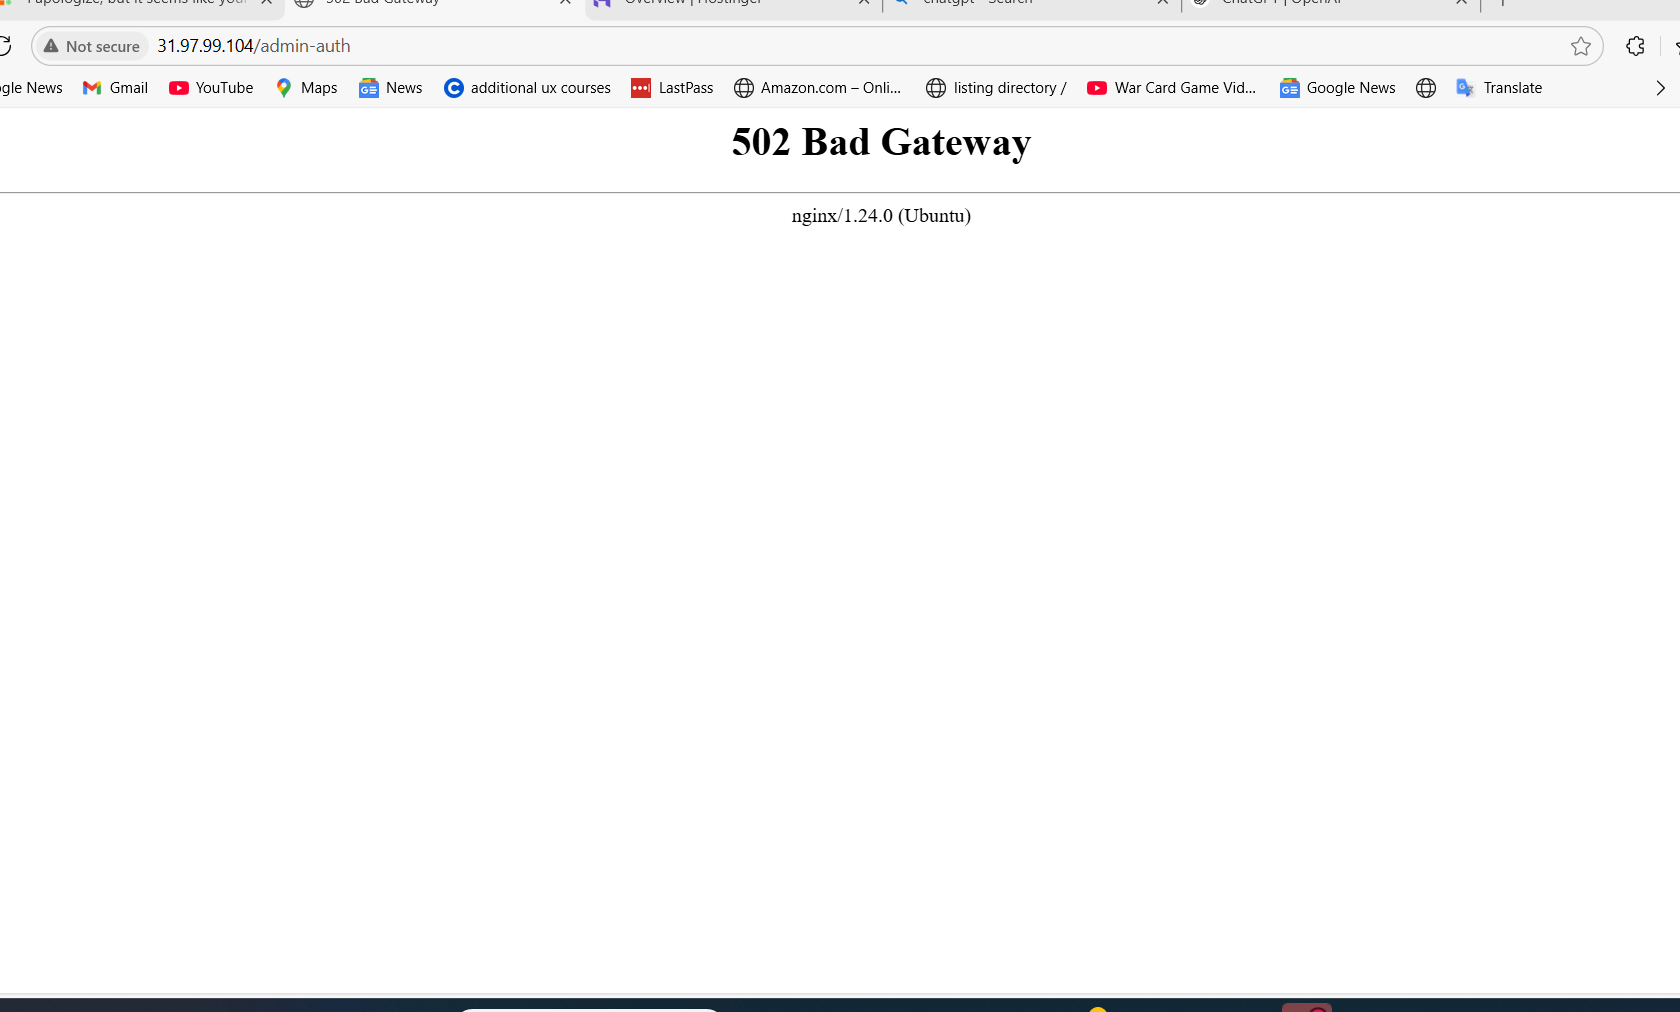 I apologize, but it seems like you
502 Bad Gateway
Overview | Hostinger
chatgpt - Search
ChatGPT | OpenAI
Not secure
31.97.99.104/admin-auth
gle News
Gmail
YouTube
Maps
News
additional ux courses
LastPass
Amazon.com – Onli...
listing directory /
War Card Game Vid...
Google News
Translate
502 Bad Gateway
nginx/1.24.0 (Ubuntu)